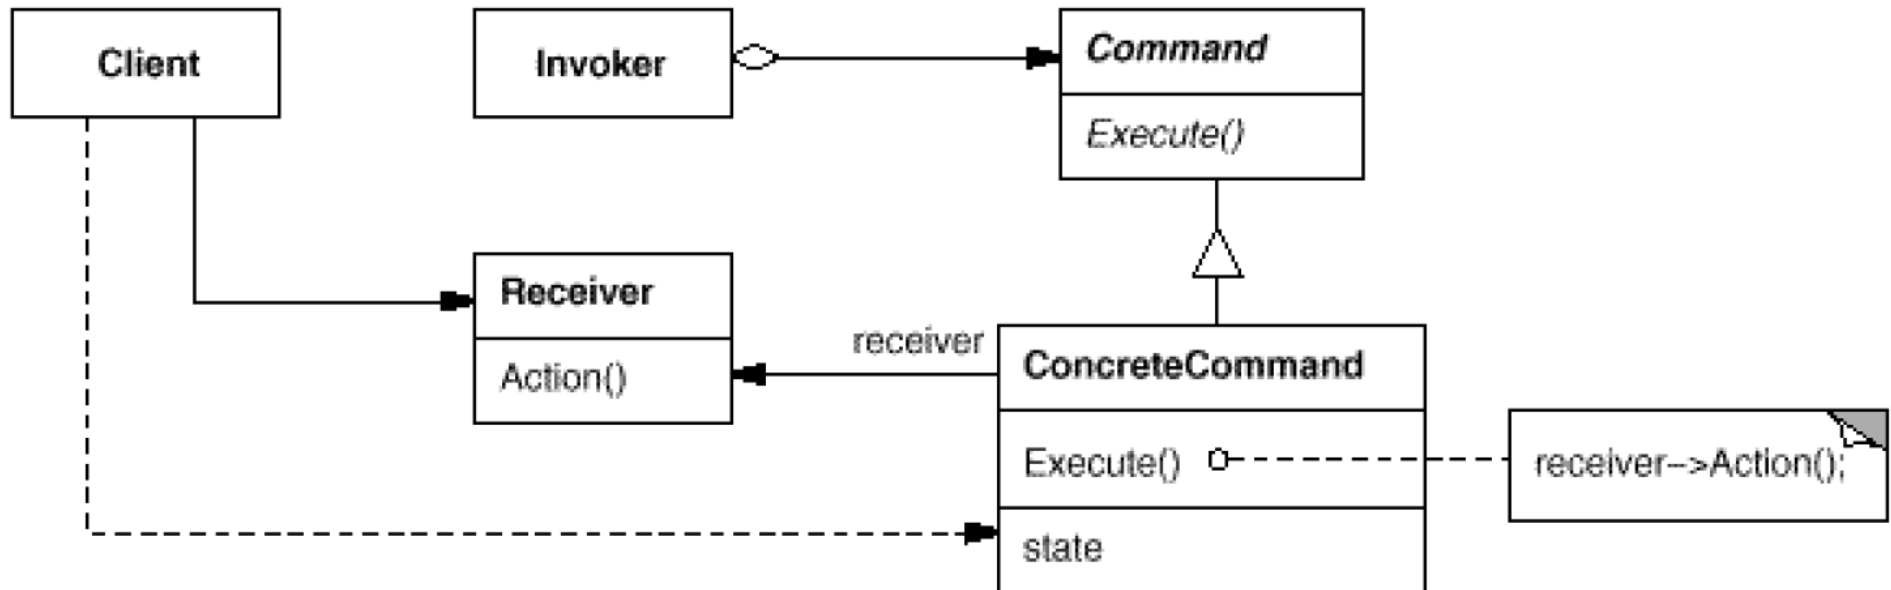 Client
Invoker
Command
Execute()
Receiver
Action()
receiver
ConcreteCommand
Execute()
receiver–>Action();
state